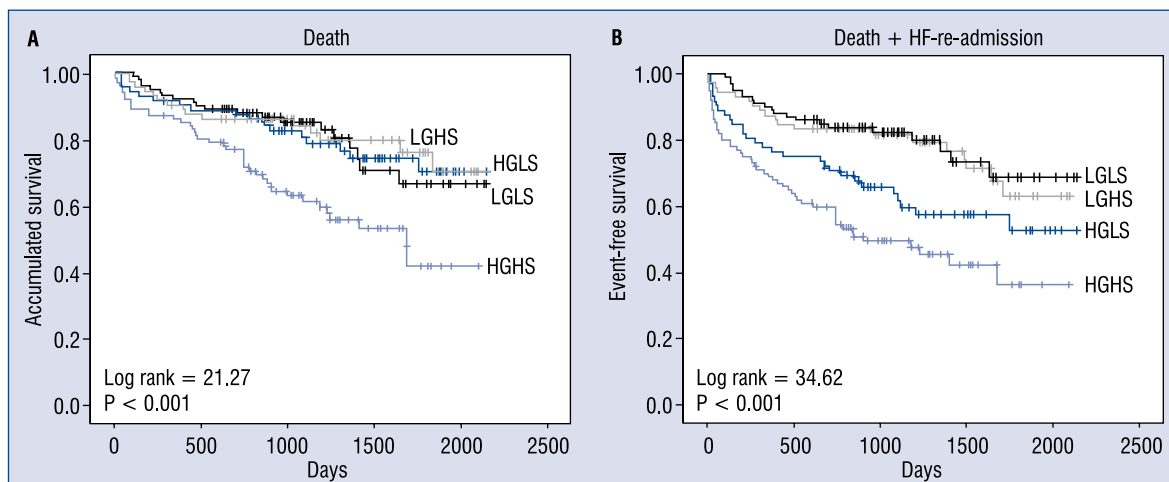 A
Death
Accumulated survival
1.00
0.8
0.6
0.4
0.2
0.0
LGHS
HGLS
LGLS
HGHS
Log rank = 21.27
P < 0.001
0 500 1000 1500 2000 2500
Days
B
Death + HF-re-admission
Event-free survival
1.00
0.8
0.6
0.4
0.2
0.0
LGLS
LGHS
HGLS
HGHS
Log rank = 34.62
P < 0.001
0 500 1000 1500 2000 2500
Days